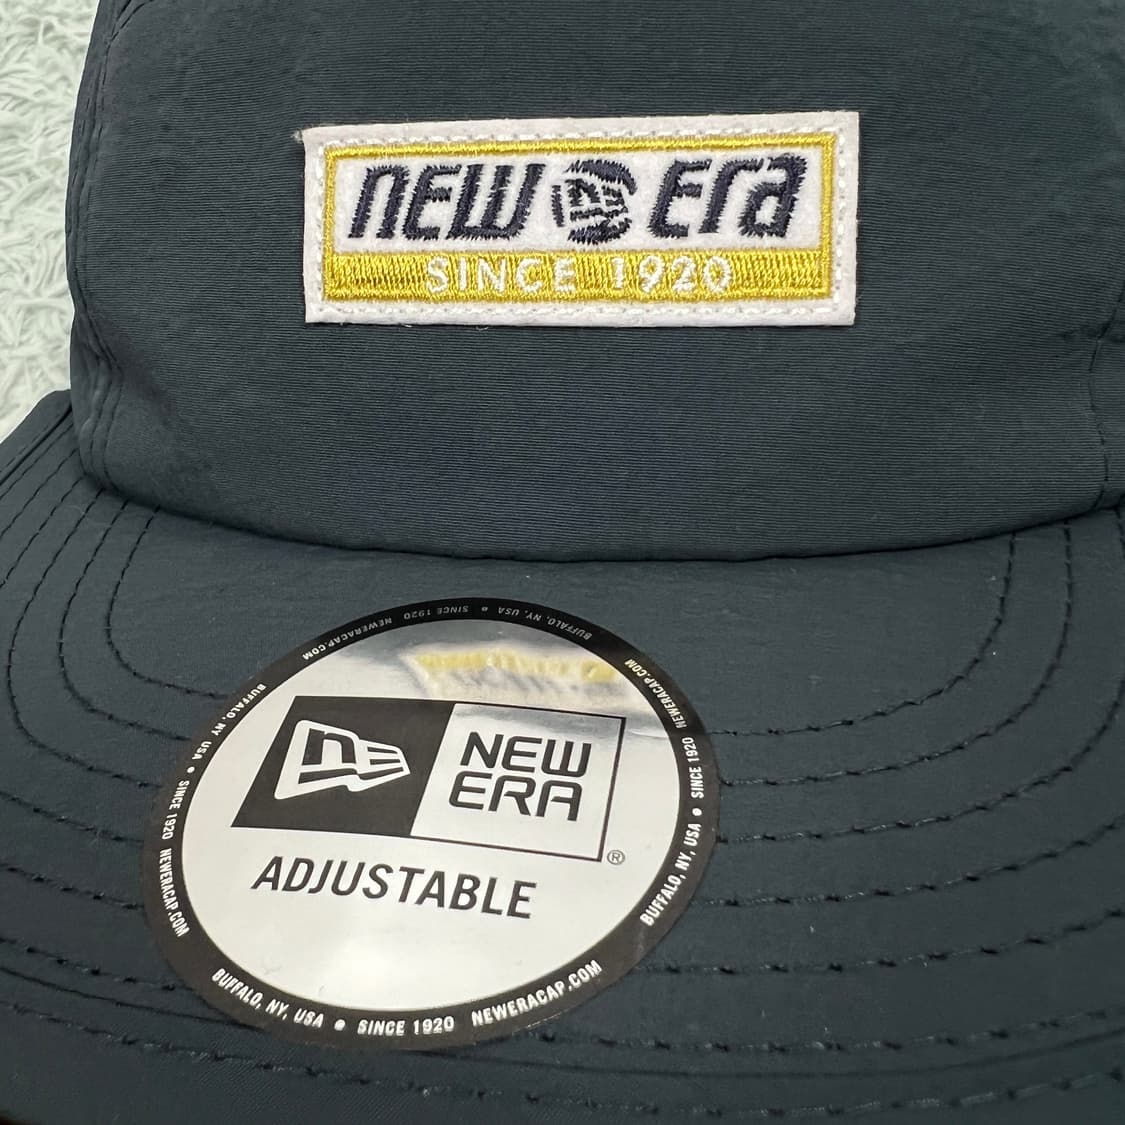 NEW ERA
SINCE 1920
NEW
ERA
®
ADJUSTABLE
BUFFALO, NY, USA • SINCE 1920 NEWERACAP.COM
BUFFALO, NY, USA • SINCE 1920 NEWERACAP.COM
BUFFALO, NY, USA • SINCE 1920 NEWERACAP.COM
BUFFALO, NY, USA • SINCE 1920 NEWERACAP.COM